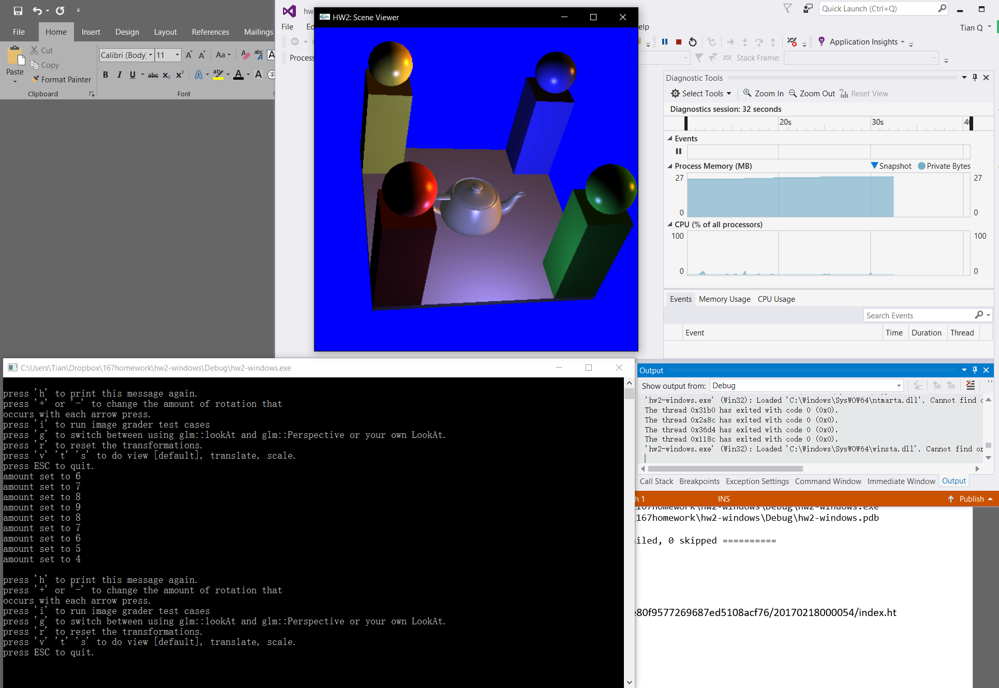 File
Home
Insert
Design
Layout
References
Mailings
Paste
Cut
Copy
Format Painter
Clipboard
Calibri (Body)
11
Aa
B I U abc X₂ X² A A A
Font
File
HW2: Scene Viewer
Quick Launch (Ctrl+Q)
Tian Q
Application Insights
Process
Stack Frame:
Diagnostic Tools
Select Tools
Zoom In
Zoom Out
Reset View
Diagnostics session: 32 seconds
20s
30s
Events
Process Memory (MB)
Snapshot
Private Bytes
27
27
0
0
CPU (% of all processors)
100
100
0
0
Events
Memory Usage
CPU Usage
Search Events
Event
Time
Duration
Thread
C:\Users\Tian\Dropbox\167homework\hw2-windows\Debug\hw2-windows.exe
press 'h' to print this message again.
press '+' or '-' to change the amount of rotation that
occurs with each arrow press.
press 'i' to run image grader test cases
press 'g' to switch between using glm::lookAt and glm::Perspective or your own LookAt.
press 'r' to reset the transformations.
press 'v' 't' 's' to do view [default], translate, scale.
press ESC to quit.
amount set to 6
amount set to 7
amount set to 8
amount set to 9
amount set to 8
amount set to 7
amount set to 6
amount set to 5
amount set to 4
press 'h' to print this message again.
press '+' or '-' to change the amount of rotation that
occurs with each arrow press.
press 'i' to run image grader test cases
press 'g' to switch between using glm::lookAt and glm::Perspective or your own LookAt.
press 'r' to reset the transformations.
press 'v' 't' 's' to do view [default], translate, scale.
press ESC to quit.
Output
Show output from:
Debug
'hw2-windows.exe' (Win32): Loaded 'C:\Windows\SysWOW64\ntmarta.dll'. Cannot find
The thread 0x31b0 has exited with code 0 (0x0).
The thread 0x2a8c has exited with code 0 (0x0).
The thread 0x36d4 has exited with code 0 (0x0).
The thread 0x118c has exited with code 0 (0x0).
'hw2-windows.exe' (Win32): Loaded 'C:\Windows\SysWOW64\winsta.dll'. Cannot find or
Call Stack
Breakpoints
Exception Settings
Command Window
Immediate Window
Output
h 1
INS
Publish
167homework\hw2-windows\Debug\hw2-windows.exe
167homework\hw2-windows\Debug\hw2-windows.pdb
iled, 0 skipped ==========
e80f9577269687ed5108acf76/20170218000054/index.ht